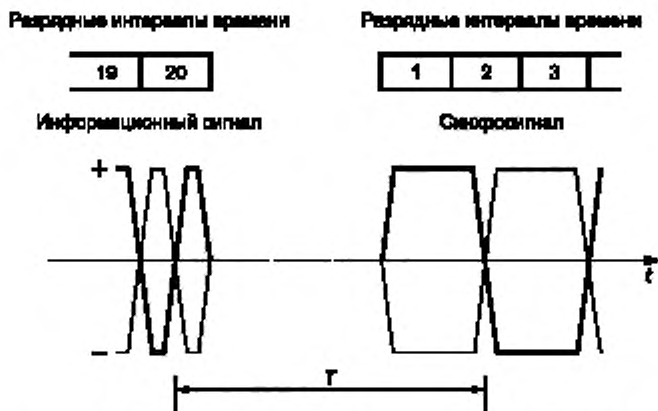 Разрядные интервалы времени
Разрядные интервалы времени
19 20
1 2 3
Информационный сигнал
Синхросигнал
+
t
–
T